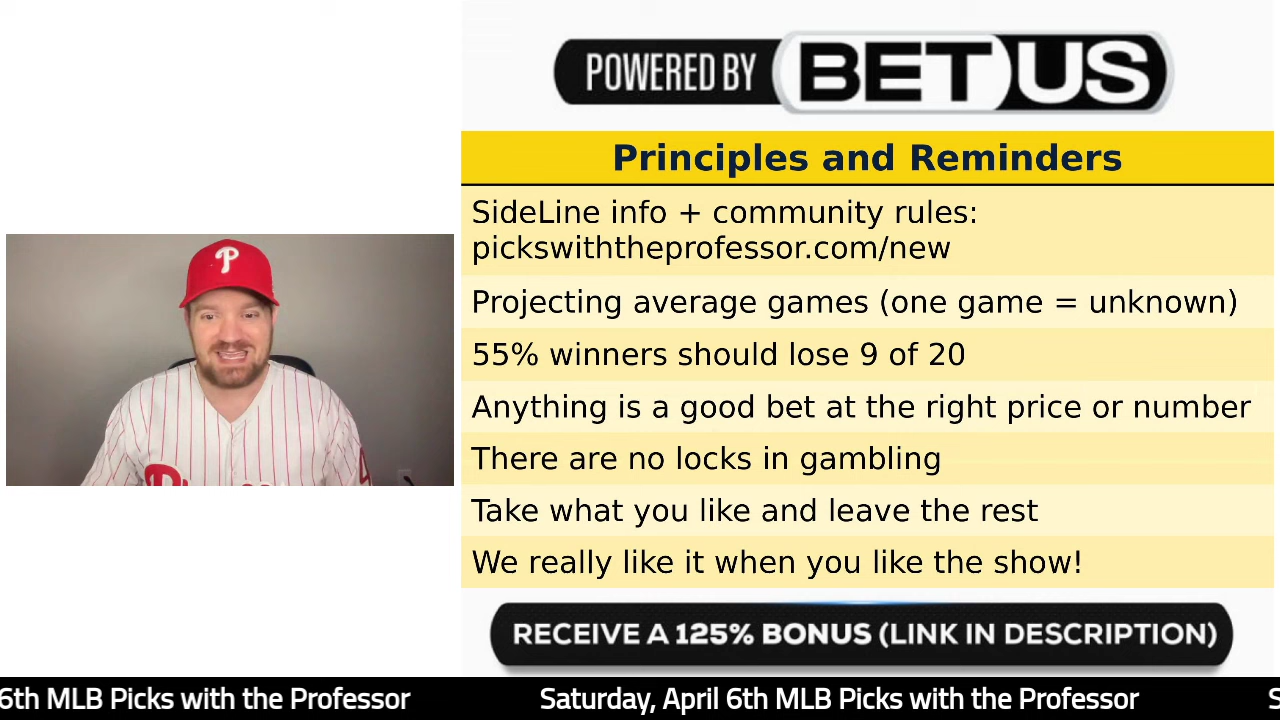 POWERED BY BETUS
Principles and Reminders
SideLine info + community rules:
pickswiththeprofessor.com/new
Projecting average games (one game = unknown)
55% winners should lose 9 of 20
Anything is a good bet at the right price or number
There are no locks in gambling
Take what you like and leave the rest
We really like it when you like the show!
RECEIVE A 125% BONUS (LINK IN DESCRIPTION)
6th MLB Picks with the Professor Saturday, April 6th MLB Picks with the Professor S
P